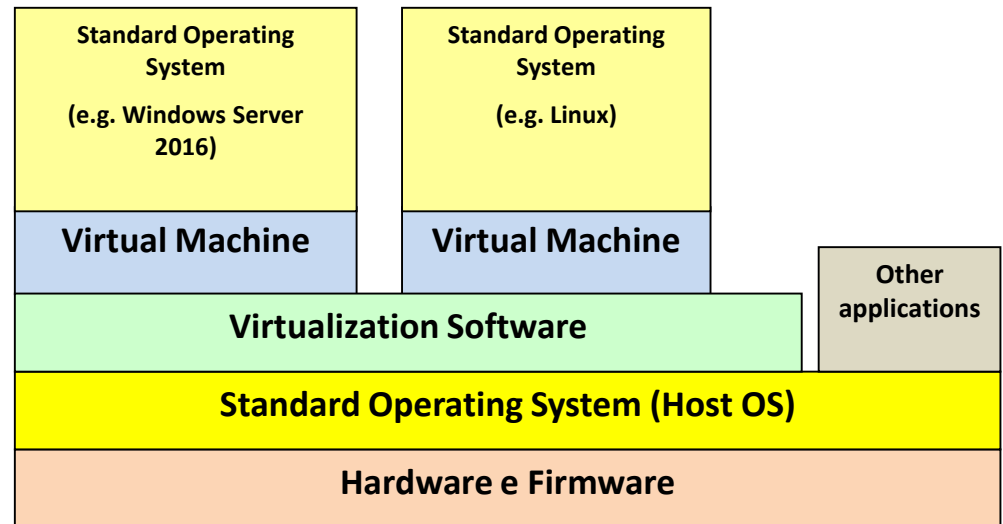 Standard Operating
System
(e.g. Windows Server
2016)
Standard Operating
System
(e.g. Linux)
Virtual Machine
Virtual Machine
Other
applications
Virtualization Software
Standard Operating System (Host OS)
Hardware e Firmware